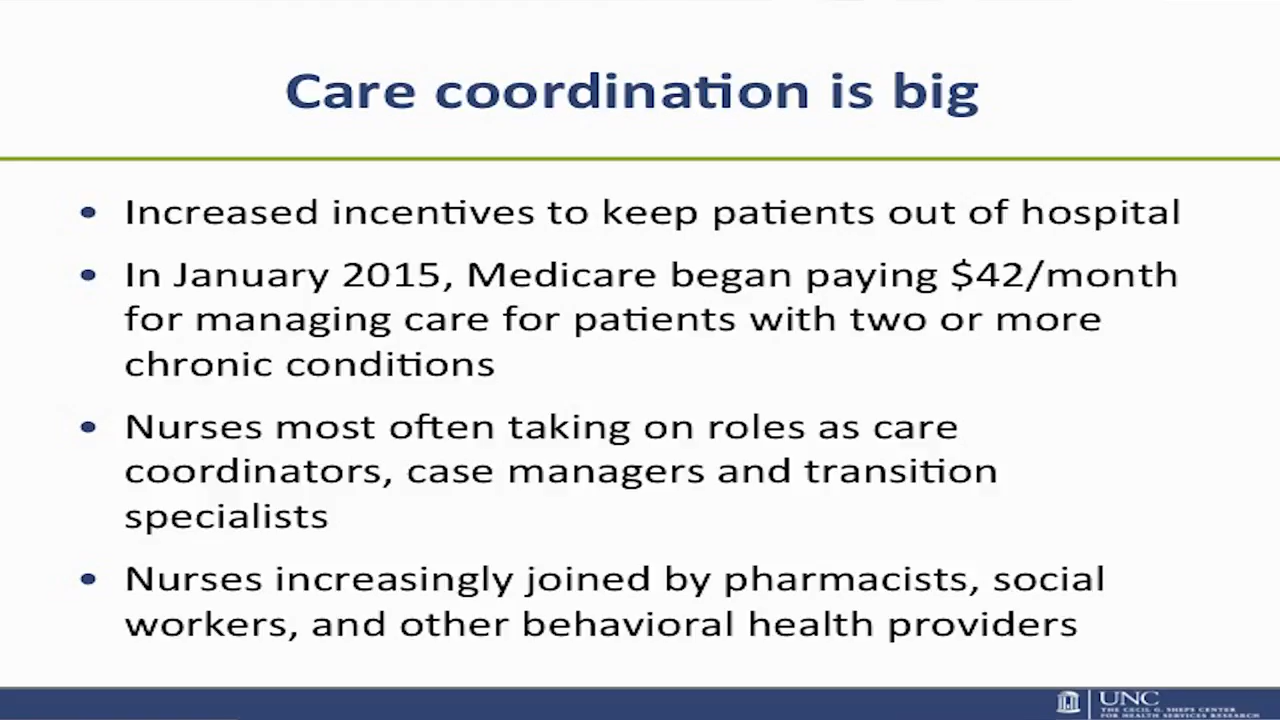 Care coordination is big
• Increased incentives to keep patients out of hospital
• In January 2015, Medicare began paying $42/month
for managing care for patients with two or more
chronic conditions
• Nurses most often taking on roles as care
coordinators, case managers and transition
specialists
• Nurses increasingly joined by pharmacists, social
workers, and other behavioral health providers
UNC
THE CECIL G. SHEPS CENTER
FOR HEALTH SERVICES RESEARCH